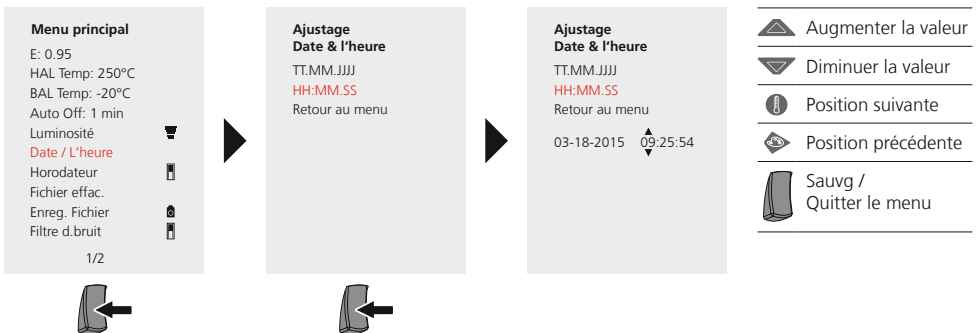 Menu principal
E: 0.95
HAL Temp: 250°C
BAL Temp: -20°C
Auto Off: 1 min
Luminosité
Date / L‘heure
Horodateur
Fichier effac.
Enreg. Fichier
Filtre d.bruit
1/2
Ajustage
Date & l‘heure
TT.MM.JJJJ
HH:MM.SS
Retour au menu
Ajustage
Date & l‘heure
TT.MM.JJJJ
HH:MM.SS
Retour au menu
03-18-2015 09:25:54
Augmenter la valeur
Diminuer la valeur
Position suivante
Position précédente
Sauvg /
Quitter le menu